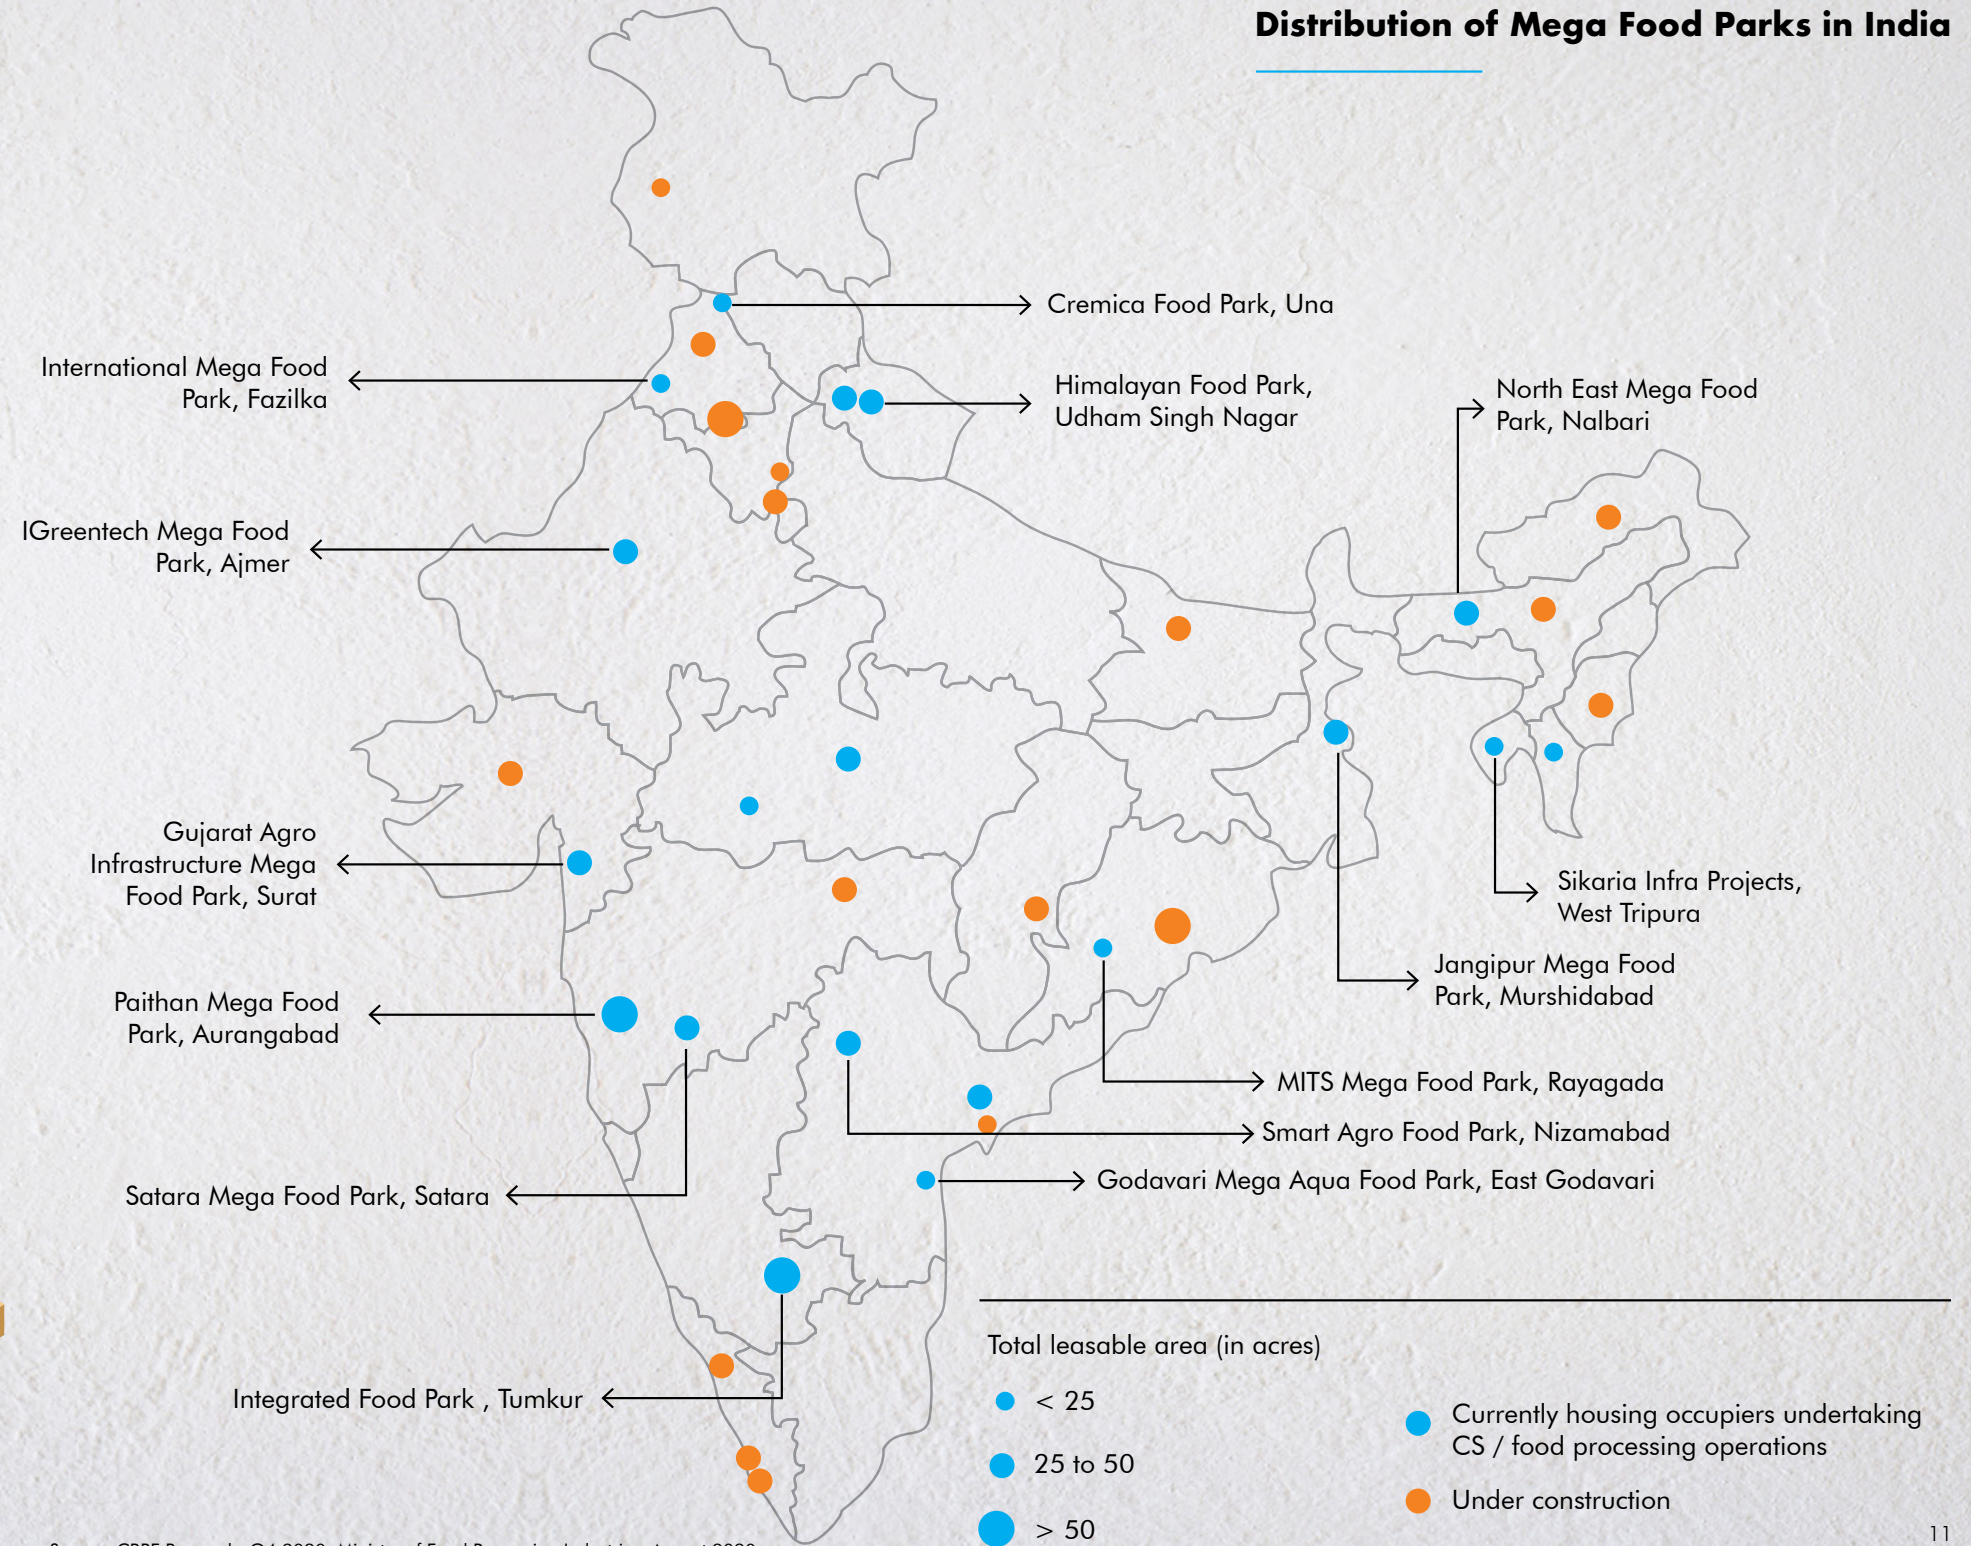 Distribution of Mega Food Parks in India
Cremica Food Park, Una
International Mega Food
Park, Fazilka
Himalayan Food Park,
Udham Singh Nagar
North East Mega Food
Park, Nalbari
IGreentech Mega Food
Park, Ajmer
Gujarat Agro
Infrastructure Mega
Food Park, Surat
Sikaria Infra Projects,
West Tripura
Jangipur Mega Food
Park, Murshidabad
Paithan Mega Food
Park, Aurangabad
MITS Mega Food Park, Rayagada
Smart Agro Food Park, Nizamabad
Godavari Mega Aqua Food Park, East Godavari
Satara Mega Food Park, Satara
Integrated Food Park , Tumkur
Total leasable area (in acres)
< 25
25 to 50
> 50
Currently housing occupiers undertaking
CS / food processing operations
Under construction
11